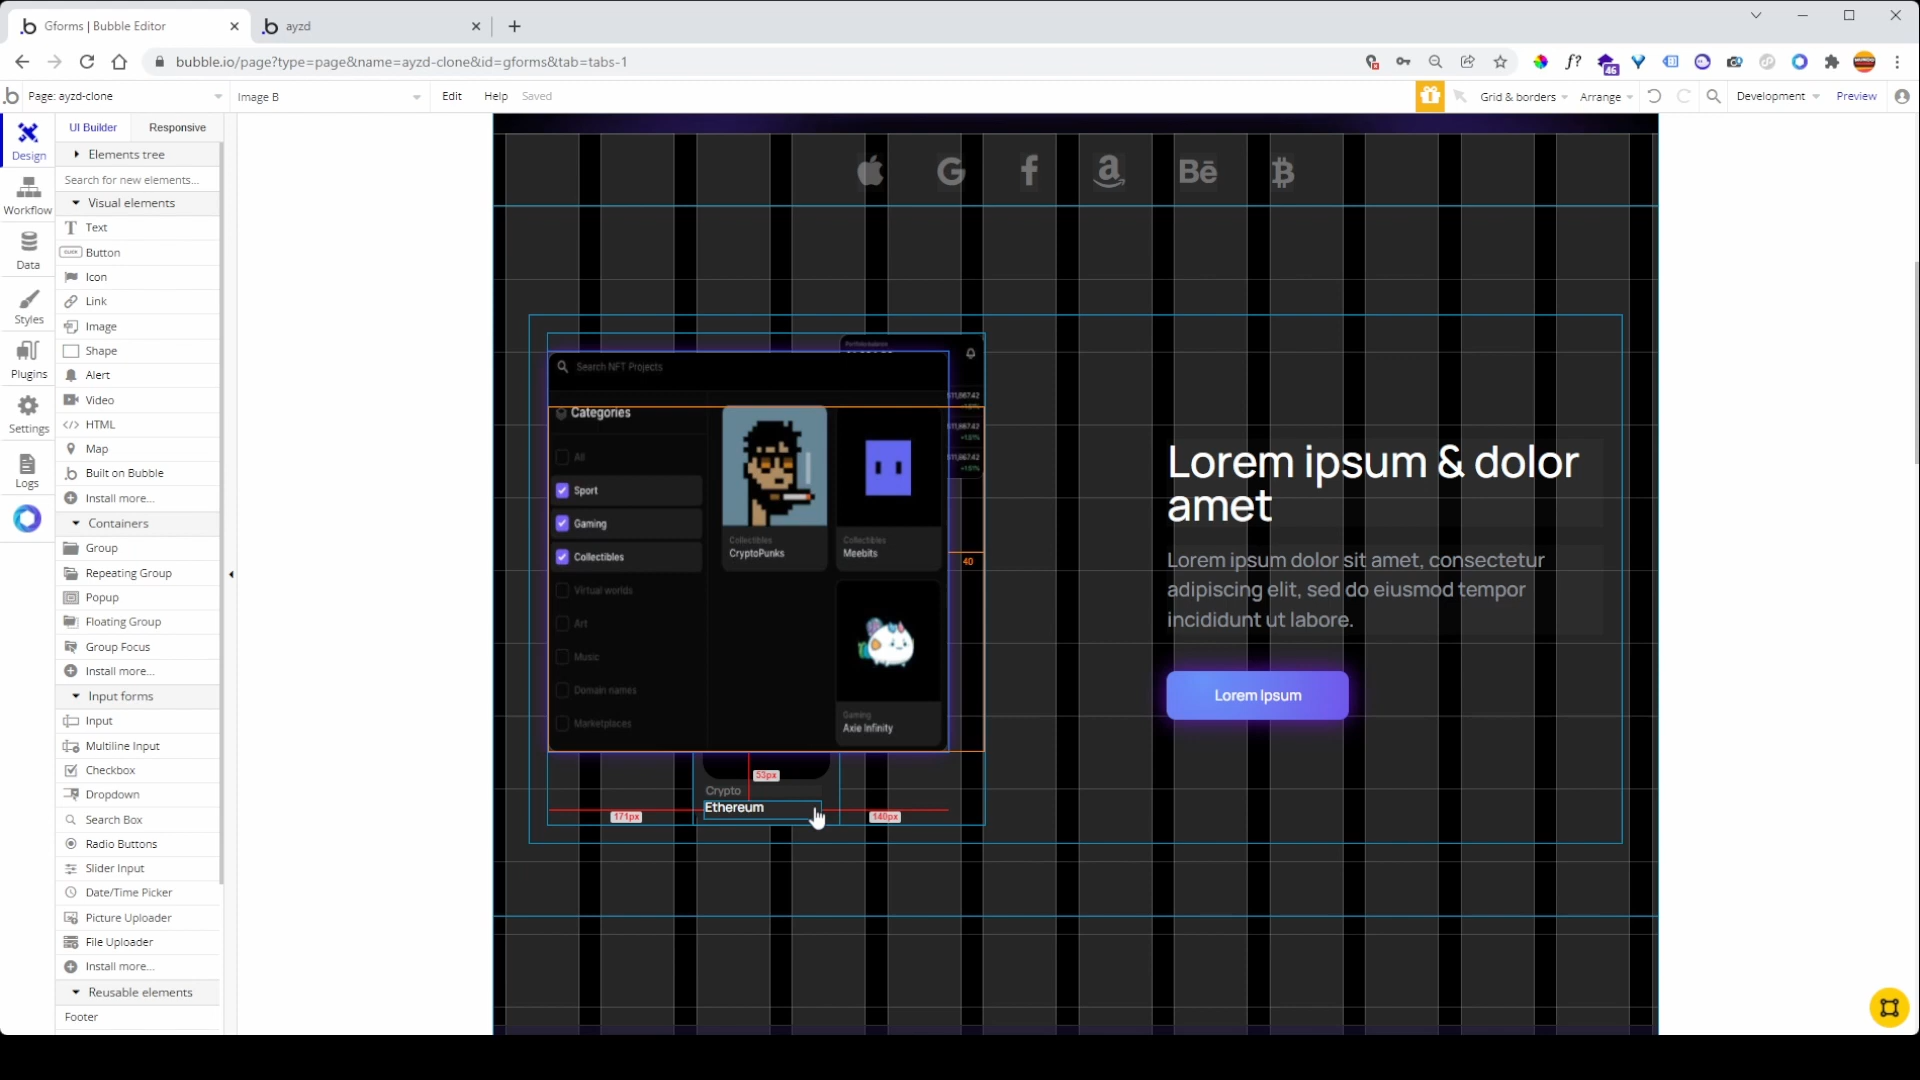 Gforms | Bubble Editor
ayzd
bubble.io/page?type=page&name=ayzd-clone&id=gforms&tab=tabs-1
46
Page: ayzd-clone
Image B
Edit
Help
Saved
Grid & borders
Arrange
Development
Preview
UI Builder
Responsive
Design
Workflow
Data
Styles
Plugins
Settings
Logs
Elements tree
Search for new elements...
Visual elements
Text
CLICK
Button
Icon
Link
Image
Shape
Alert
Video
HTML
Map
Built on Bubble
Install more...
Containers
Group
Repeating Group
Popup
Floating Group
Group Focus
Install more...
Input forms
Input
Multiline Input
Checkbox
Dropdown
Search Box
Radio Buttons
Slider Input
Date/Time Picker
Picture Uploader
File Uploader
Install more...
Reusable elements
Footer
Bē
Portfolio balance
Search NFT Projects
Categories
All
Sport
Gaming
Collectibles
Virtual worlds
Art
Music
Domain names
Marketplaces
Collectibles
CryptoPunks
Collectibles
Meebits
Gaming
Axie Infinity
40
53px
Crypto
Ethereum
171px
140px
Lorem ipsum & dolor
amet
Lorem ipsum dolor sit amet, consectetur
adipiscing elit, sed do eiusmod tempor
incididunt ut labore.
Lorem Ipsum